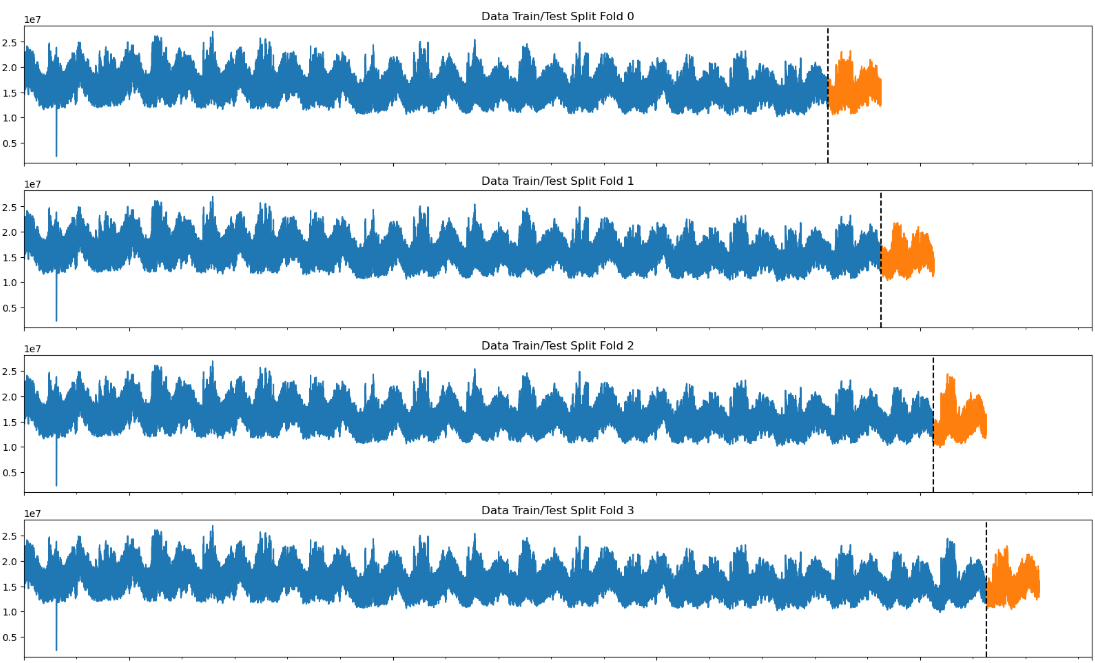 Data Train/Test Split Fold 0
1e7
2.5
2.0
1.5
1.0
0.5
Data Train/Test Split Fold 1
1e7
2.5
2.0
1.5
1.0
0.5
Data Train/Test Split Fold 2
1e7
2.5
2.0
1.5
1.0
0.5
Data Train/Test Split Fold 3
1e7
2.5
2.0
1.5
1.0
0.5